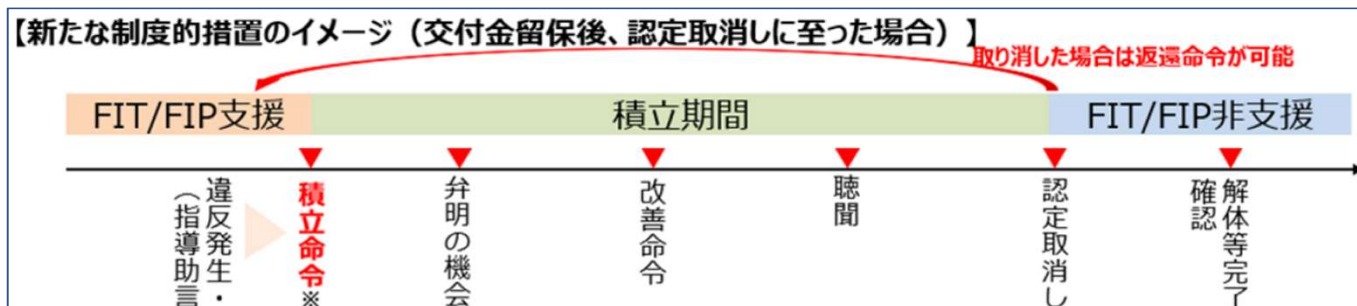 【新たな制度的措置のイメージ（交付金留保後、認定取消しに至った場合）】
取り消した場合は返還命令が可能
FIT/FIP支援
積立期間
FIT/FIP非支援
違反発生・
（指導助言
積立命令※
弁明の機会
改善命令
聴聞
認定取消し
解体等完了
確認